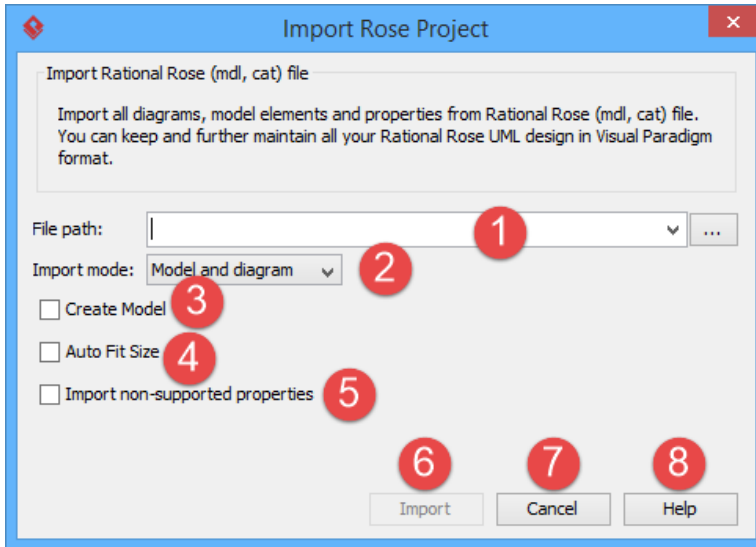 Import Rose Project
Import Rational Rose (mdl, cat) file
Import all diagrams, model elements and properties from Rational Rose (mdl, cat) file.
You can keep and further maintain all your Rational Rose UML design in Visual Paradigm
format.
File path: 1 ...
Import mode: Model and diagram 2
Create Model 3
Auto Fit Size 4
Import non-supported properties 5
6 7 8
Import Cancel Help